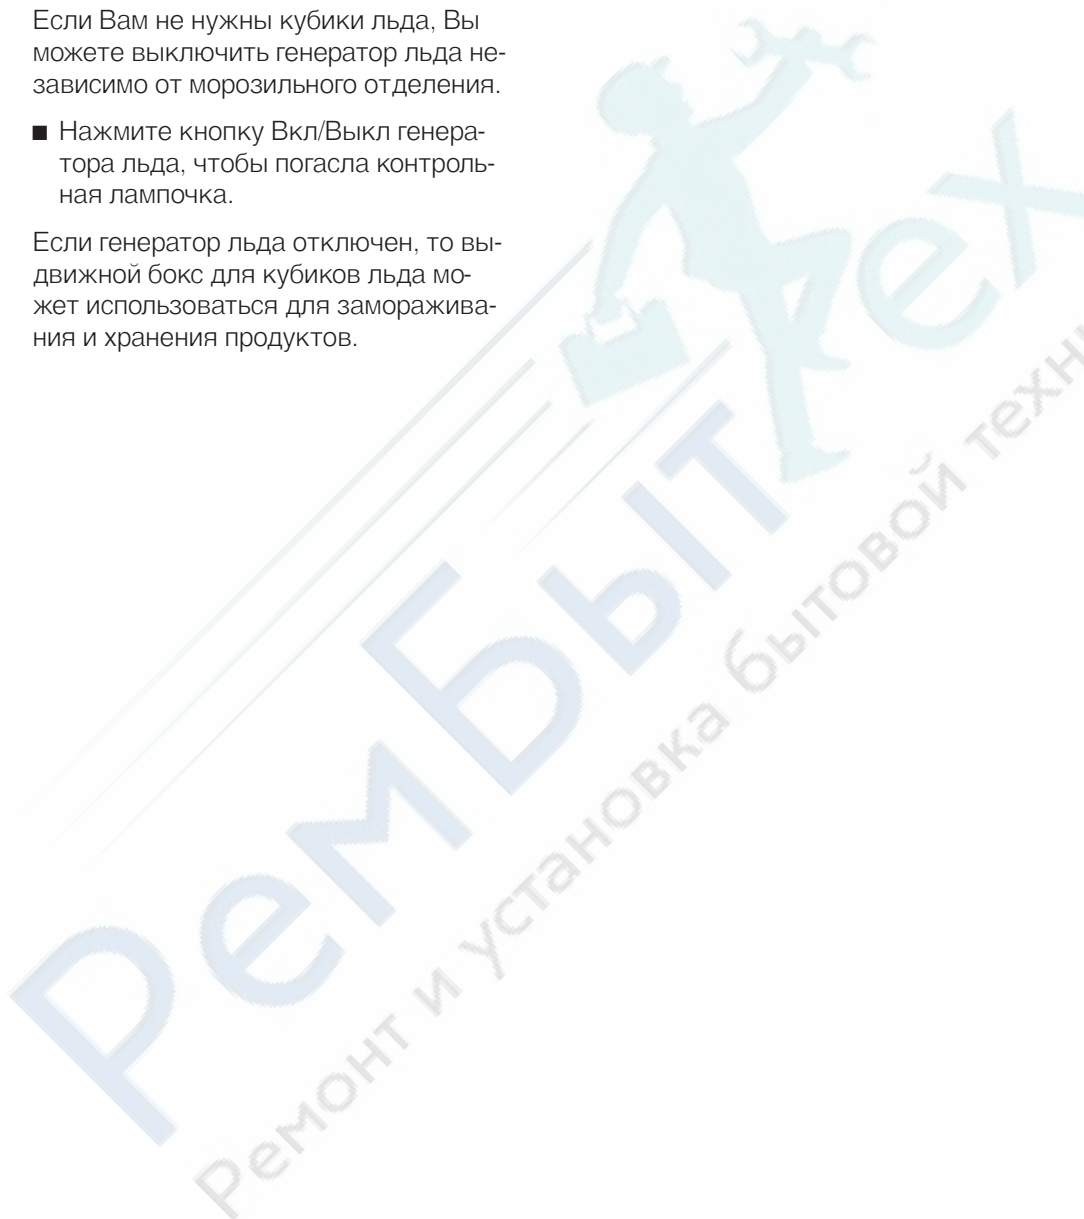 Если Вам не нужны кубики льда, Вы
можете выключить генератор льда не-
зависимо от морозильного отделения.
■ Нажмите кнопку Вкл/Выкл генера-
тора льда, чтобы погасла контроль-
ная лампочка.
Если генератор льда отключен, то вы-
движной бокс для кубиков льда мо-
жет использоваться для заморажива-
ния и хранения продуктов.
РемБытТех
Ремонт и установка бытовой техни